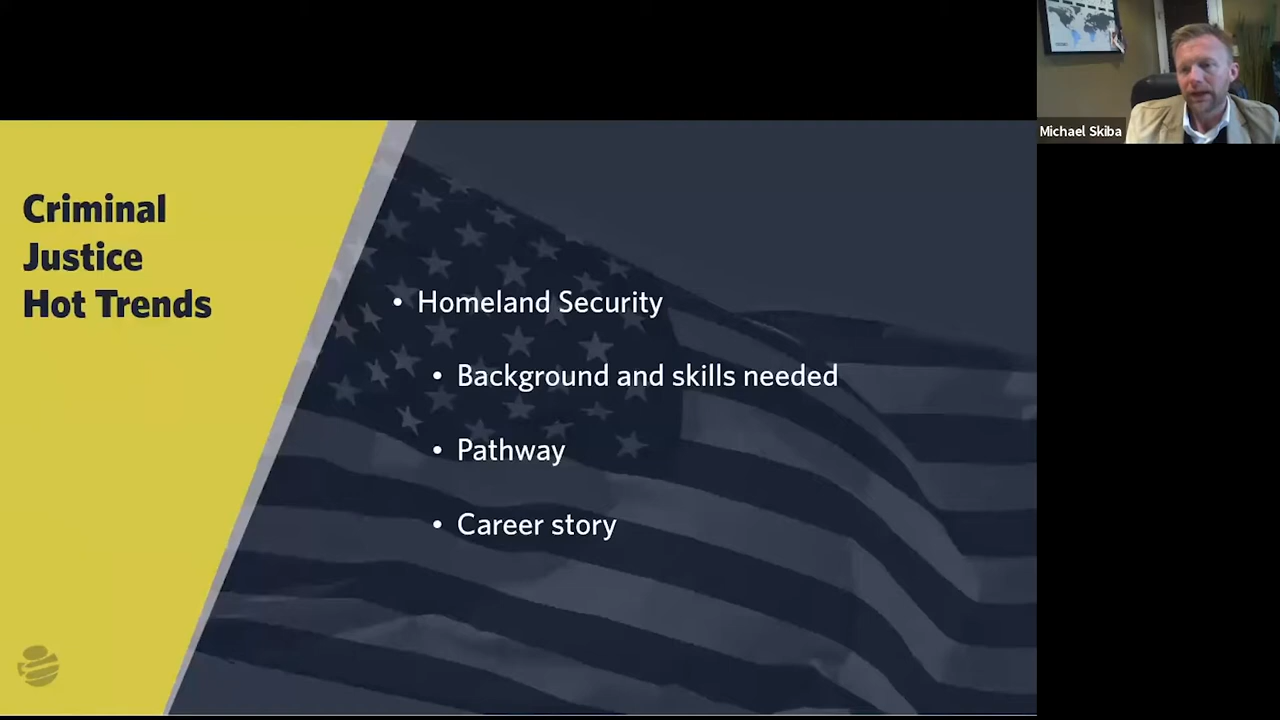 Michael Skiba
Criminal
Justice
Hot Trends
• Homeland Security
• Background and skills needed
• Pathway
• Career story